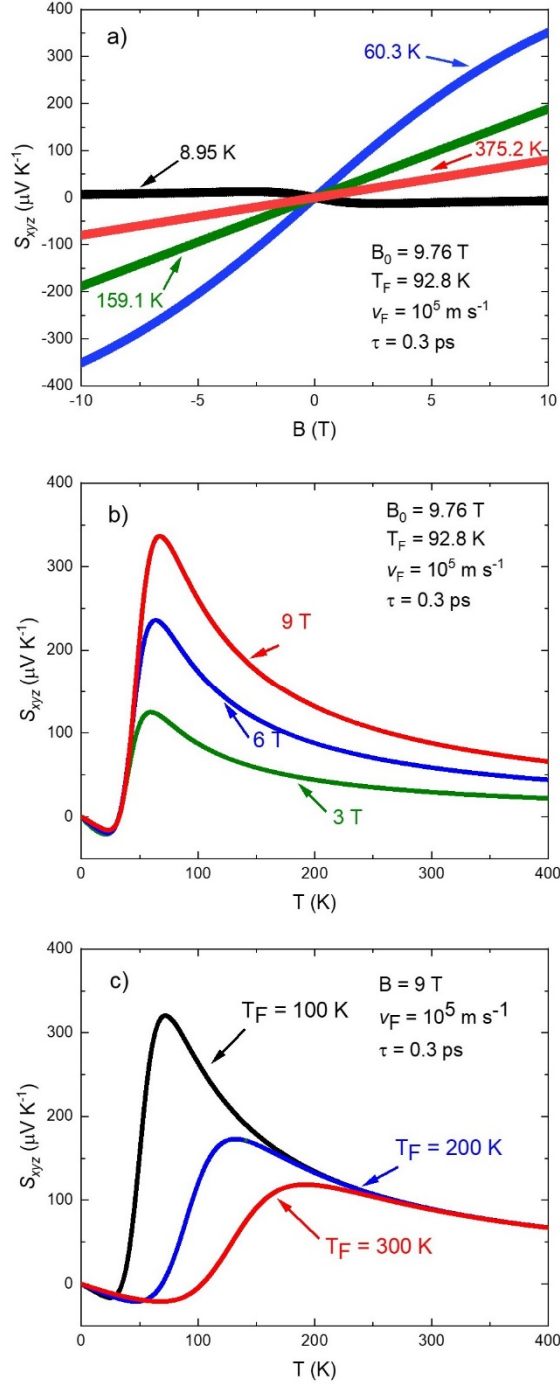 a)
400
300
200
100
0
-100
-200
-300
-400
S_xyz (µV K⁻¹)
60.3 K
8.95 K
375.2 K
159.1 K
B₀ = 9.76 T
T_F = 92.8 K
v_F = 10⁵ m s⁻¹
τ = 0.3 ps
-10 -5 0 5 10
B (T)
b)
400
300
200
100
0
S_xyz (µV K⁻¹)
B₀ = 9.76 T
T_F = 92.8 K
v_F = 10⁵ m s⁻¹
τ = 0.3 ps
9 T
6 T
3 T
0 100 200 300 400
T (K)
c)
400
300
200
100
0
S_xyz (µV K⁻¹)
B = 9 T
v_F = 10⁵ m s⁻¹
τ = 0.3 ps
T_F = 100 K
T_F = 200 K
T_F = 300 K
0 100 200 300 400
T (K)